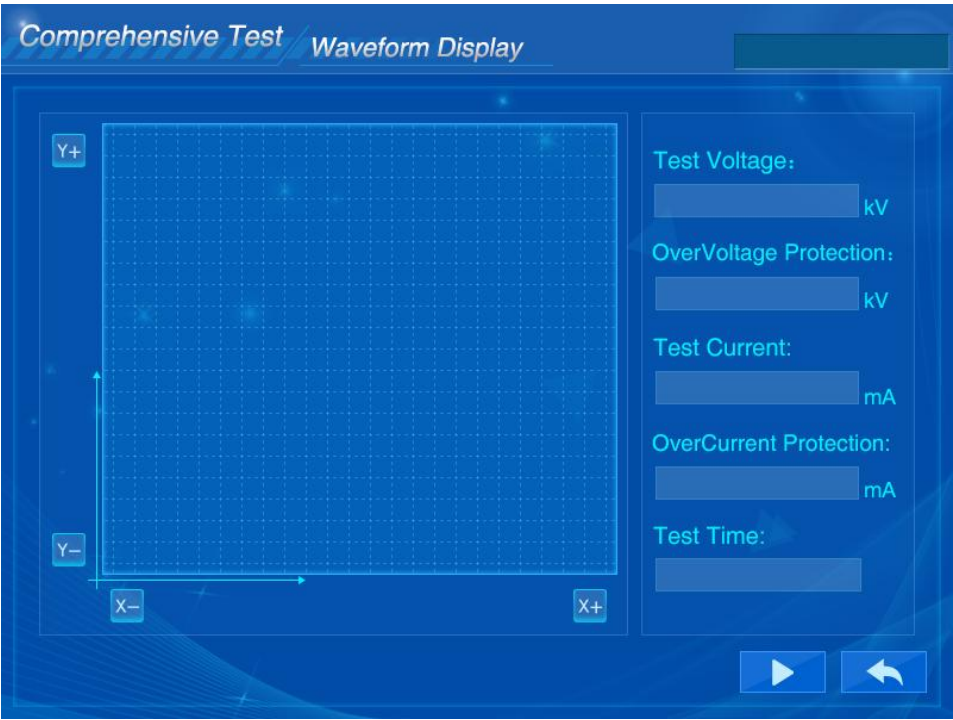 Comprehensive Test
Waveform Display
Y+
Y−
X−
X+
Test Voltage：
kV
OverVoltage Protection：
kV
Test Current:
mA
OverCurrent Protection:
mA
Test Time: